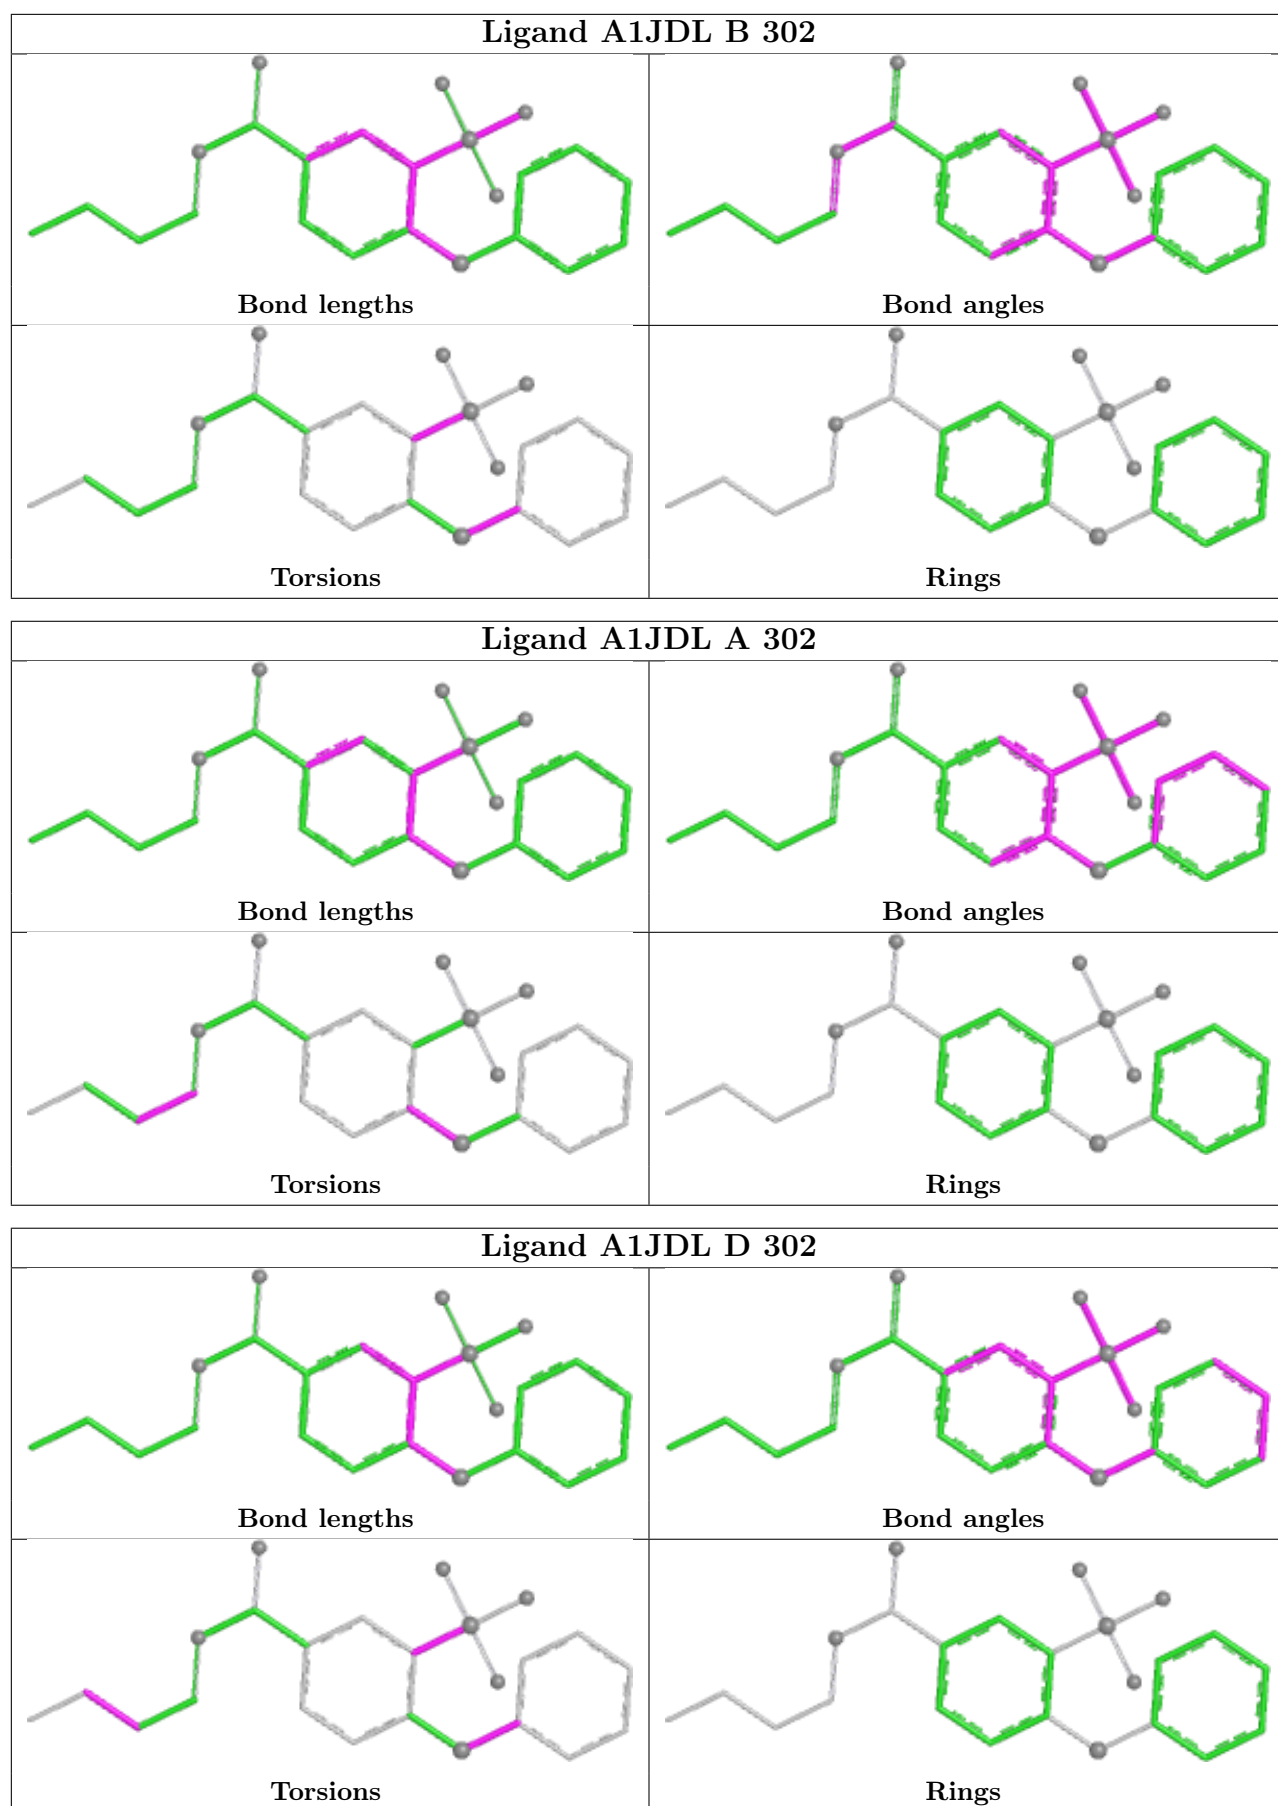 Ligand A1JDL B 302
Bond lengths
Bond angles
Torsions
Rings
Ligand A1JDL A 302
Bond lengths
Bond angles
Torsions
Rings
Ligand A1JDL D 302
Bond lengths
Bond angles
Torsions
Rings